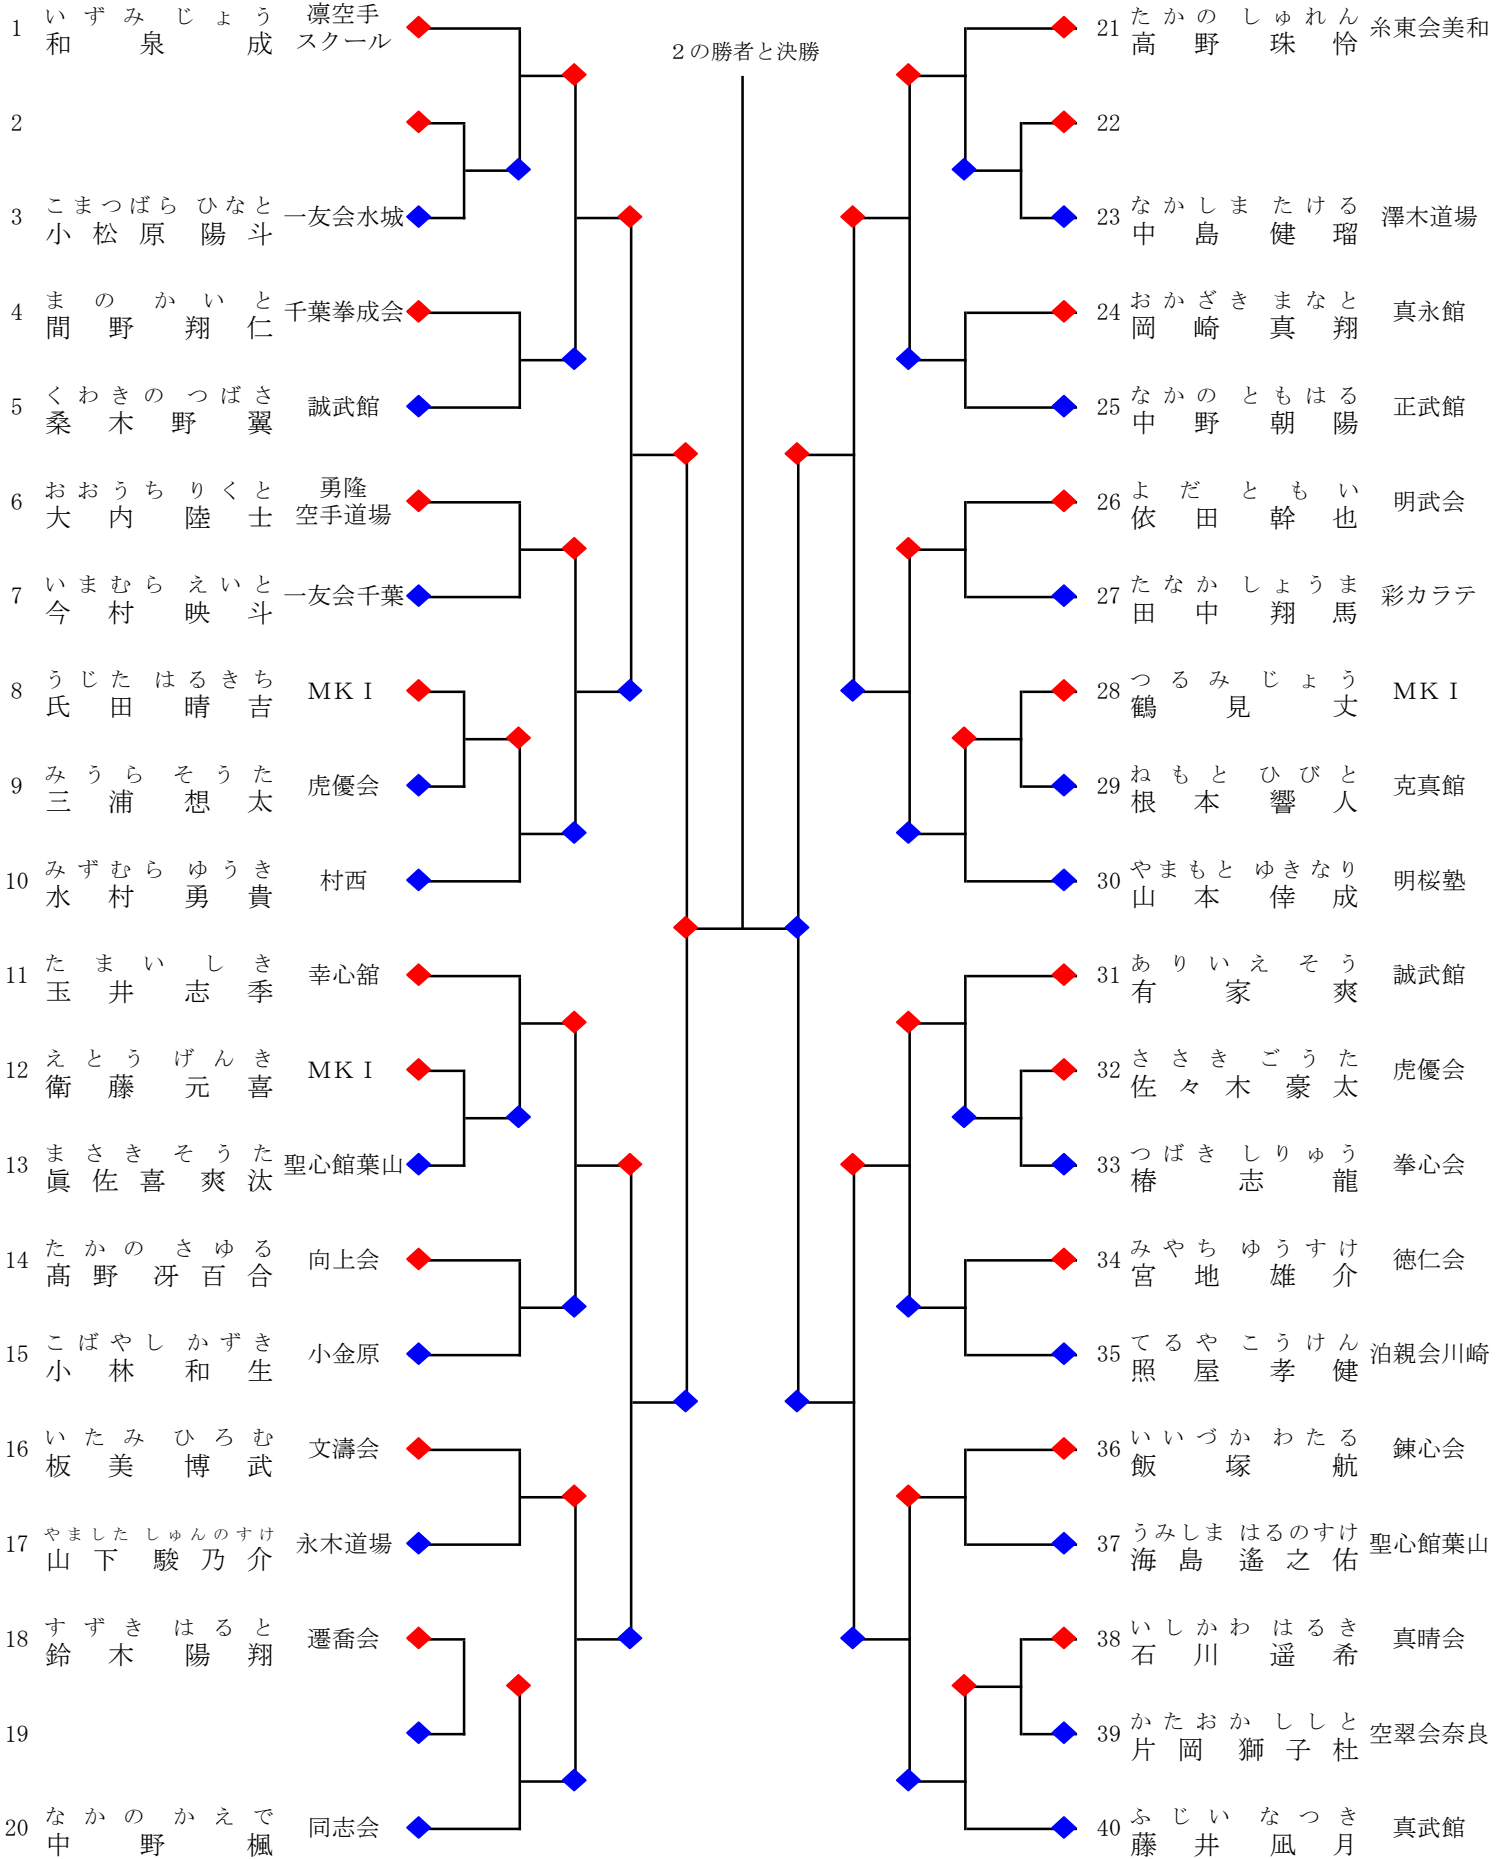 ２の勝者と決勝
いずみ じょう 凛空手
1 和泉 成 スクール
2
こまつばら ひなと
3 小松原 陽斗 一友会水城
まの かいと
4 間野 翔仁 千葉拳成会
くわきの つばさ
5 桑木野 翼 誠武館
おおうち りくと 勇隆
6 大内 陸士 空手道場
いまむら えいと
7 今村 映斗 一友会千葉
うじた はるきち
8 氏田 晴吉 ＭＫＩ
みうら そうた
9 三浦 想太 虎優会
みずむら ゆうき
10 水村 勇貴 村西
たまい しき
11 玉井 志季 幸心舘
えとう げんき
12 衛藤 元喜 ＭＫＩ
まさき そうた
13 眞佐喜 爽汰 聖心館葉山
たかの さゆる
14 髙野 冴百合 向上会
こばやし かずき
15 小林 和生 小金原
いたみ ひろむ
16 板美 博武 文濤会
やました しゅんのすけ
17 山下 駿乃介 永木道場
すずき はると
18 鈴木 陽翔 遷喬会
19
なかの かえで
20 中野 楓 同志会
たかの しゅれん
21 高野 珠怜 糸東会美和
22
なかしま たける
23 中島 健瑠 澤木道場
おかざき まなと
24 岡崎 真翔 真永館
なかの ともはる
25 中野 朝陽 正武館
よだ ともい
26 依田 幹也 明武会
たなか しょうま
27 田中 翔馬 彩カラテ
つるみ じょう
28 鶴見 丈 ＭＫＩ
ねもと ひびと
29 根本 響人 克真館
やまもと ゆきなり
30 山本 倖成 明桜塾
ありいえ そう
31 有家 爽 誠武館
ささき ごうた
32 佐々木 豪太 虎優会
つばき しりゅう
33 椿 志龍 拳心会
みやち ゆうすけ
34 宮地 雄介 徳仁会
てるや こうけん
35 照屋 孝健 泊親会川崎
いいづか わたる
36 飯塚 航 錬心会
うみしま はるのすけ
37 海島 遙之佑 聖心館葉山
いしかわ はるき
38 石川 遥希 真晴会
かたおか ししと
39 片岡 獅子杜 空翠会奈良
ふじい なつき
40 藤井 凪月 真武館